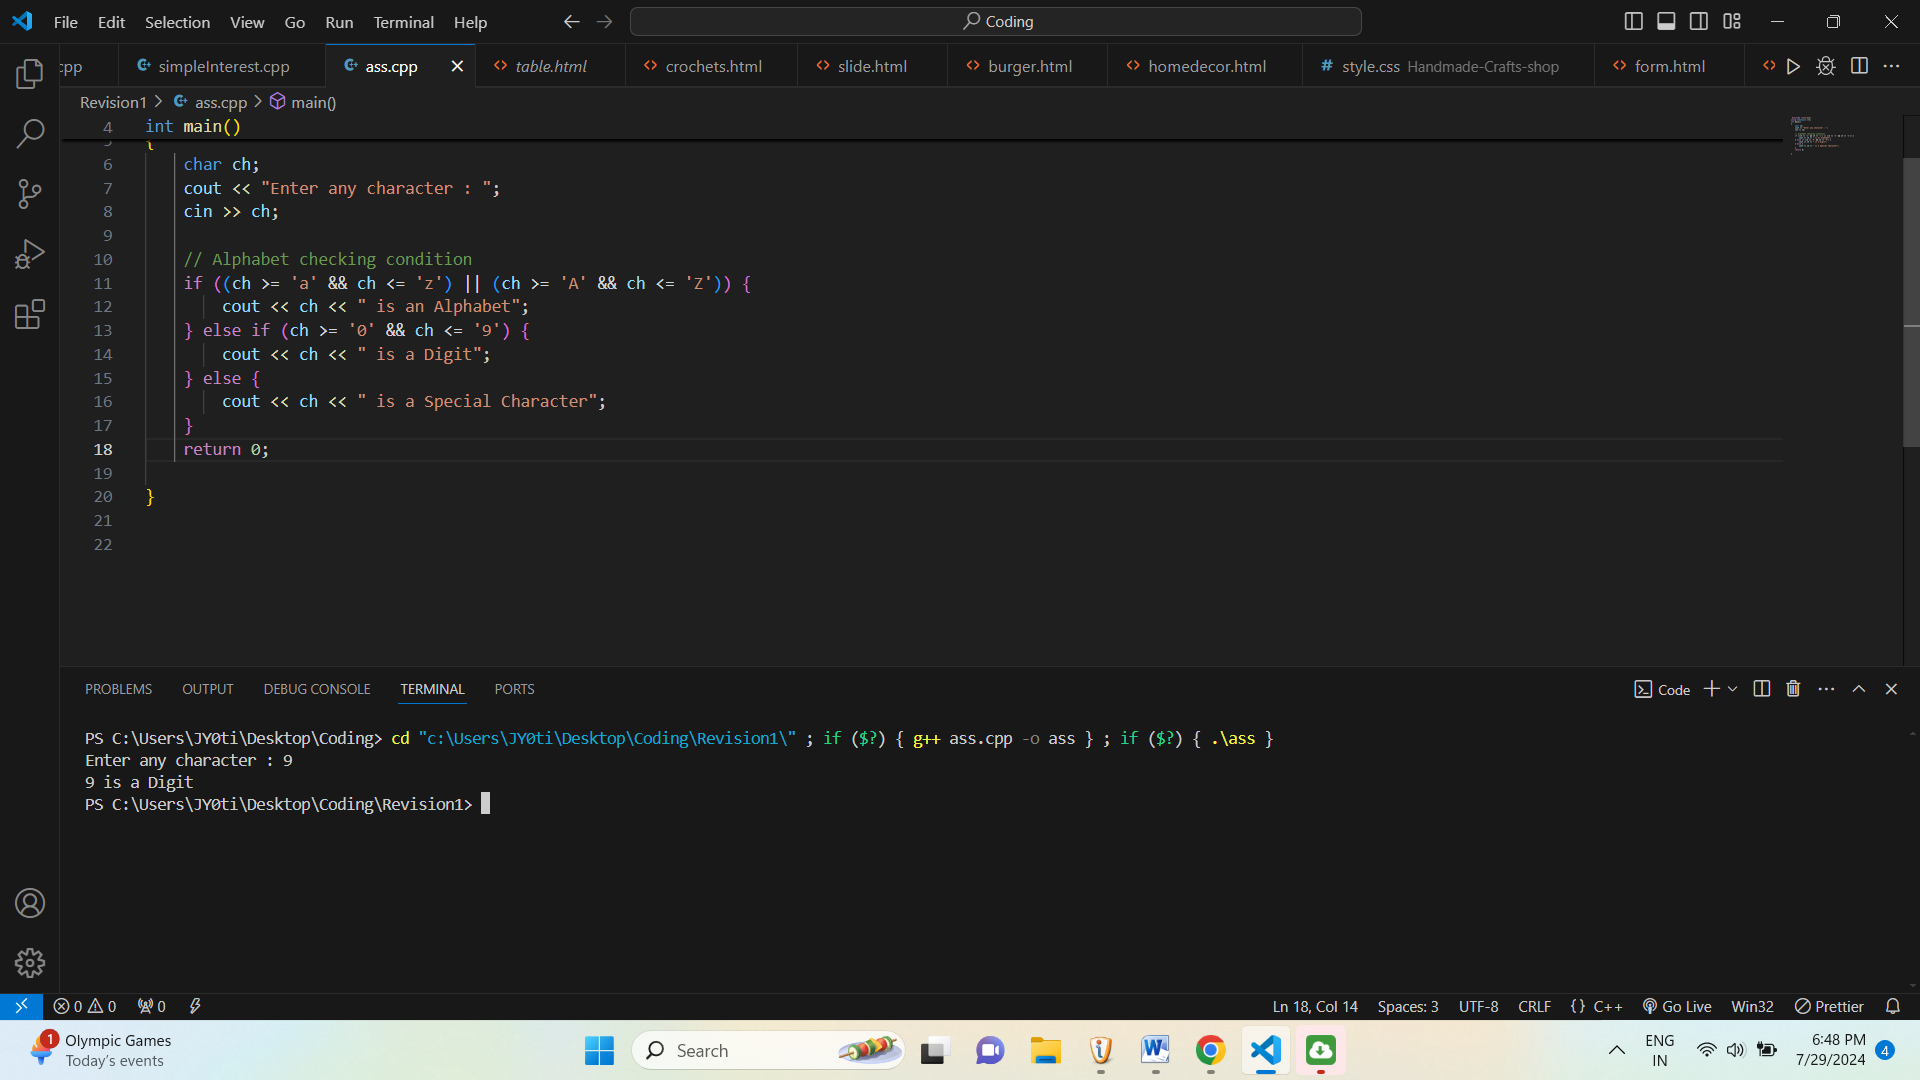 File Edit Selection View Go Run Terminal Help
Coding
cpp simpleInterest.cpp ass.cpp table.html crochets.html slide.html burger.html homedecor.html style.css Handmade-Crafts-shop form.html
Revision1 > ass.cpp > main()
4 int main()
{
6 char ch;
7 cout << "Enter any character : ";
8 cin >> ch;
9
10 // Alphabet checking condition
11 if ((ch >= 'a' && ch <= 'z') || (ch >= 'A' && ch <= 'Z')) {
12 cout << ch << " is an Alphabet";
13 } else if (ch >= '0' && ch <= '9') {
14 cout << ch << " is a Digit";
15 } else {
16 cout << ch << " is a Special Character";
17 }
18 return 0;
19
20 }
21
22
PROBLEMS OUTPUT DEBUG CONSOLE TERMINAL PORTS
Code
PS C:\Users\JY0ti\Desktop\Coding> cd "c:\Users\JY0ti\Desktop\Coding\Revision1\" ; if ($?) { g++ ass.cpp -o ass } ; if ($?) { .\ass }
Enter any character : 9
9 is a Digit
PS C:\Users\JY0ti\Desktop\Coding\Revision1>
0 0 0 Ln 18, Col 14 Spaces: 3 UTF-8 CRLF {} C++ Go Live Win32 Prettier
1 Olympic Games
Today's events
Search
ENG
IN
6:48 PM
7/29/2024
4